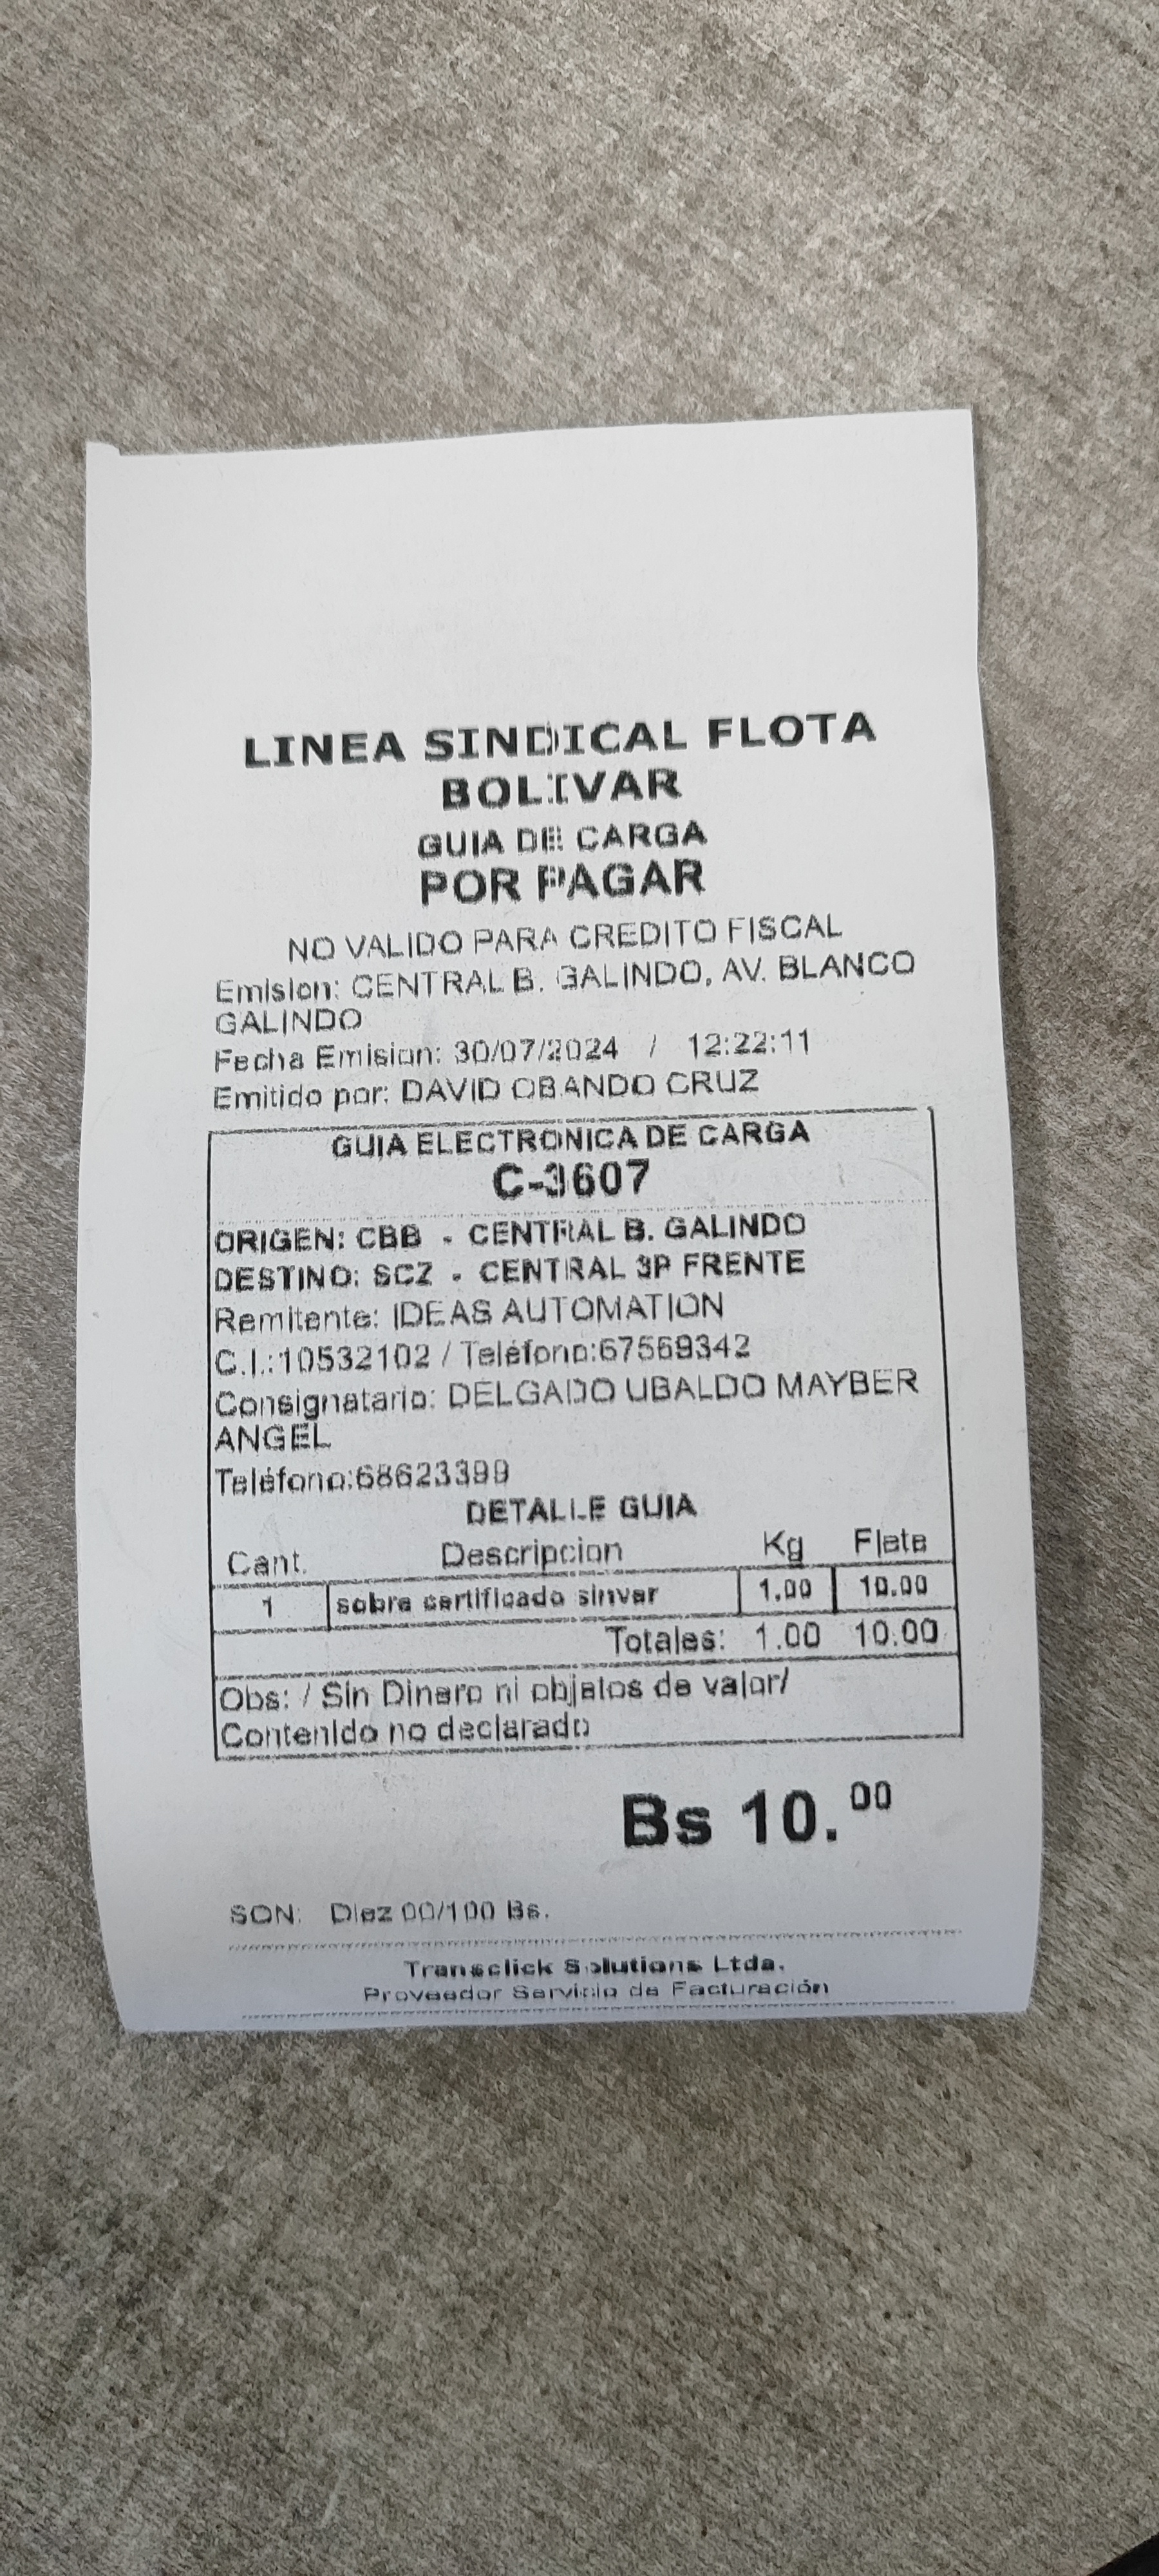 LINEA SINDICAL FLOTA
BOLIVAR
GUIA DE CARGA
POR PAGAR
NO VALIDO PARA CREDITO FISCAL
Emision: CENTRAL B. GALINDO, AV. BLANCO
GALINDO
Fecha Emision: 30/07/2024 / 12:22:11
Emitido por: DAVID OBANDO CRUZ
GUIA ELECTRONICA DE CARGA
C-3607
ORIGEN: CBB - CENTRAL B. GALINDO
DESTINO: SCZ - CENTRAL 3P FRENTE
Remitente: IDEAS AUTOMATION
C.I.:10532102 / Teléfono:67569342
Consignatario: DELGADO UBALDO MAYBER
ANGEL
Teléfono:68623399
DETALLE GUIA
Cant. Descripcion Kg Flete
1 sobre certificado sinvar 1.00 10.00
Totales: 1.00 10.00
Obs: / Sin Dinero ni objetos de valor/
Contenido no declarado
Bs 10.00
SON: Diez 00/100 Bs.
Transclick Solutions Ltda.
Proveedor Servicio de Facturación